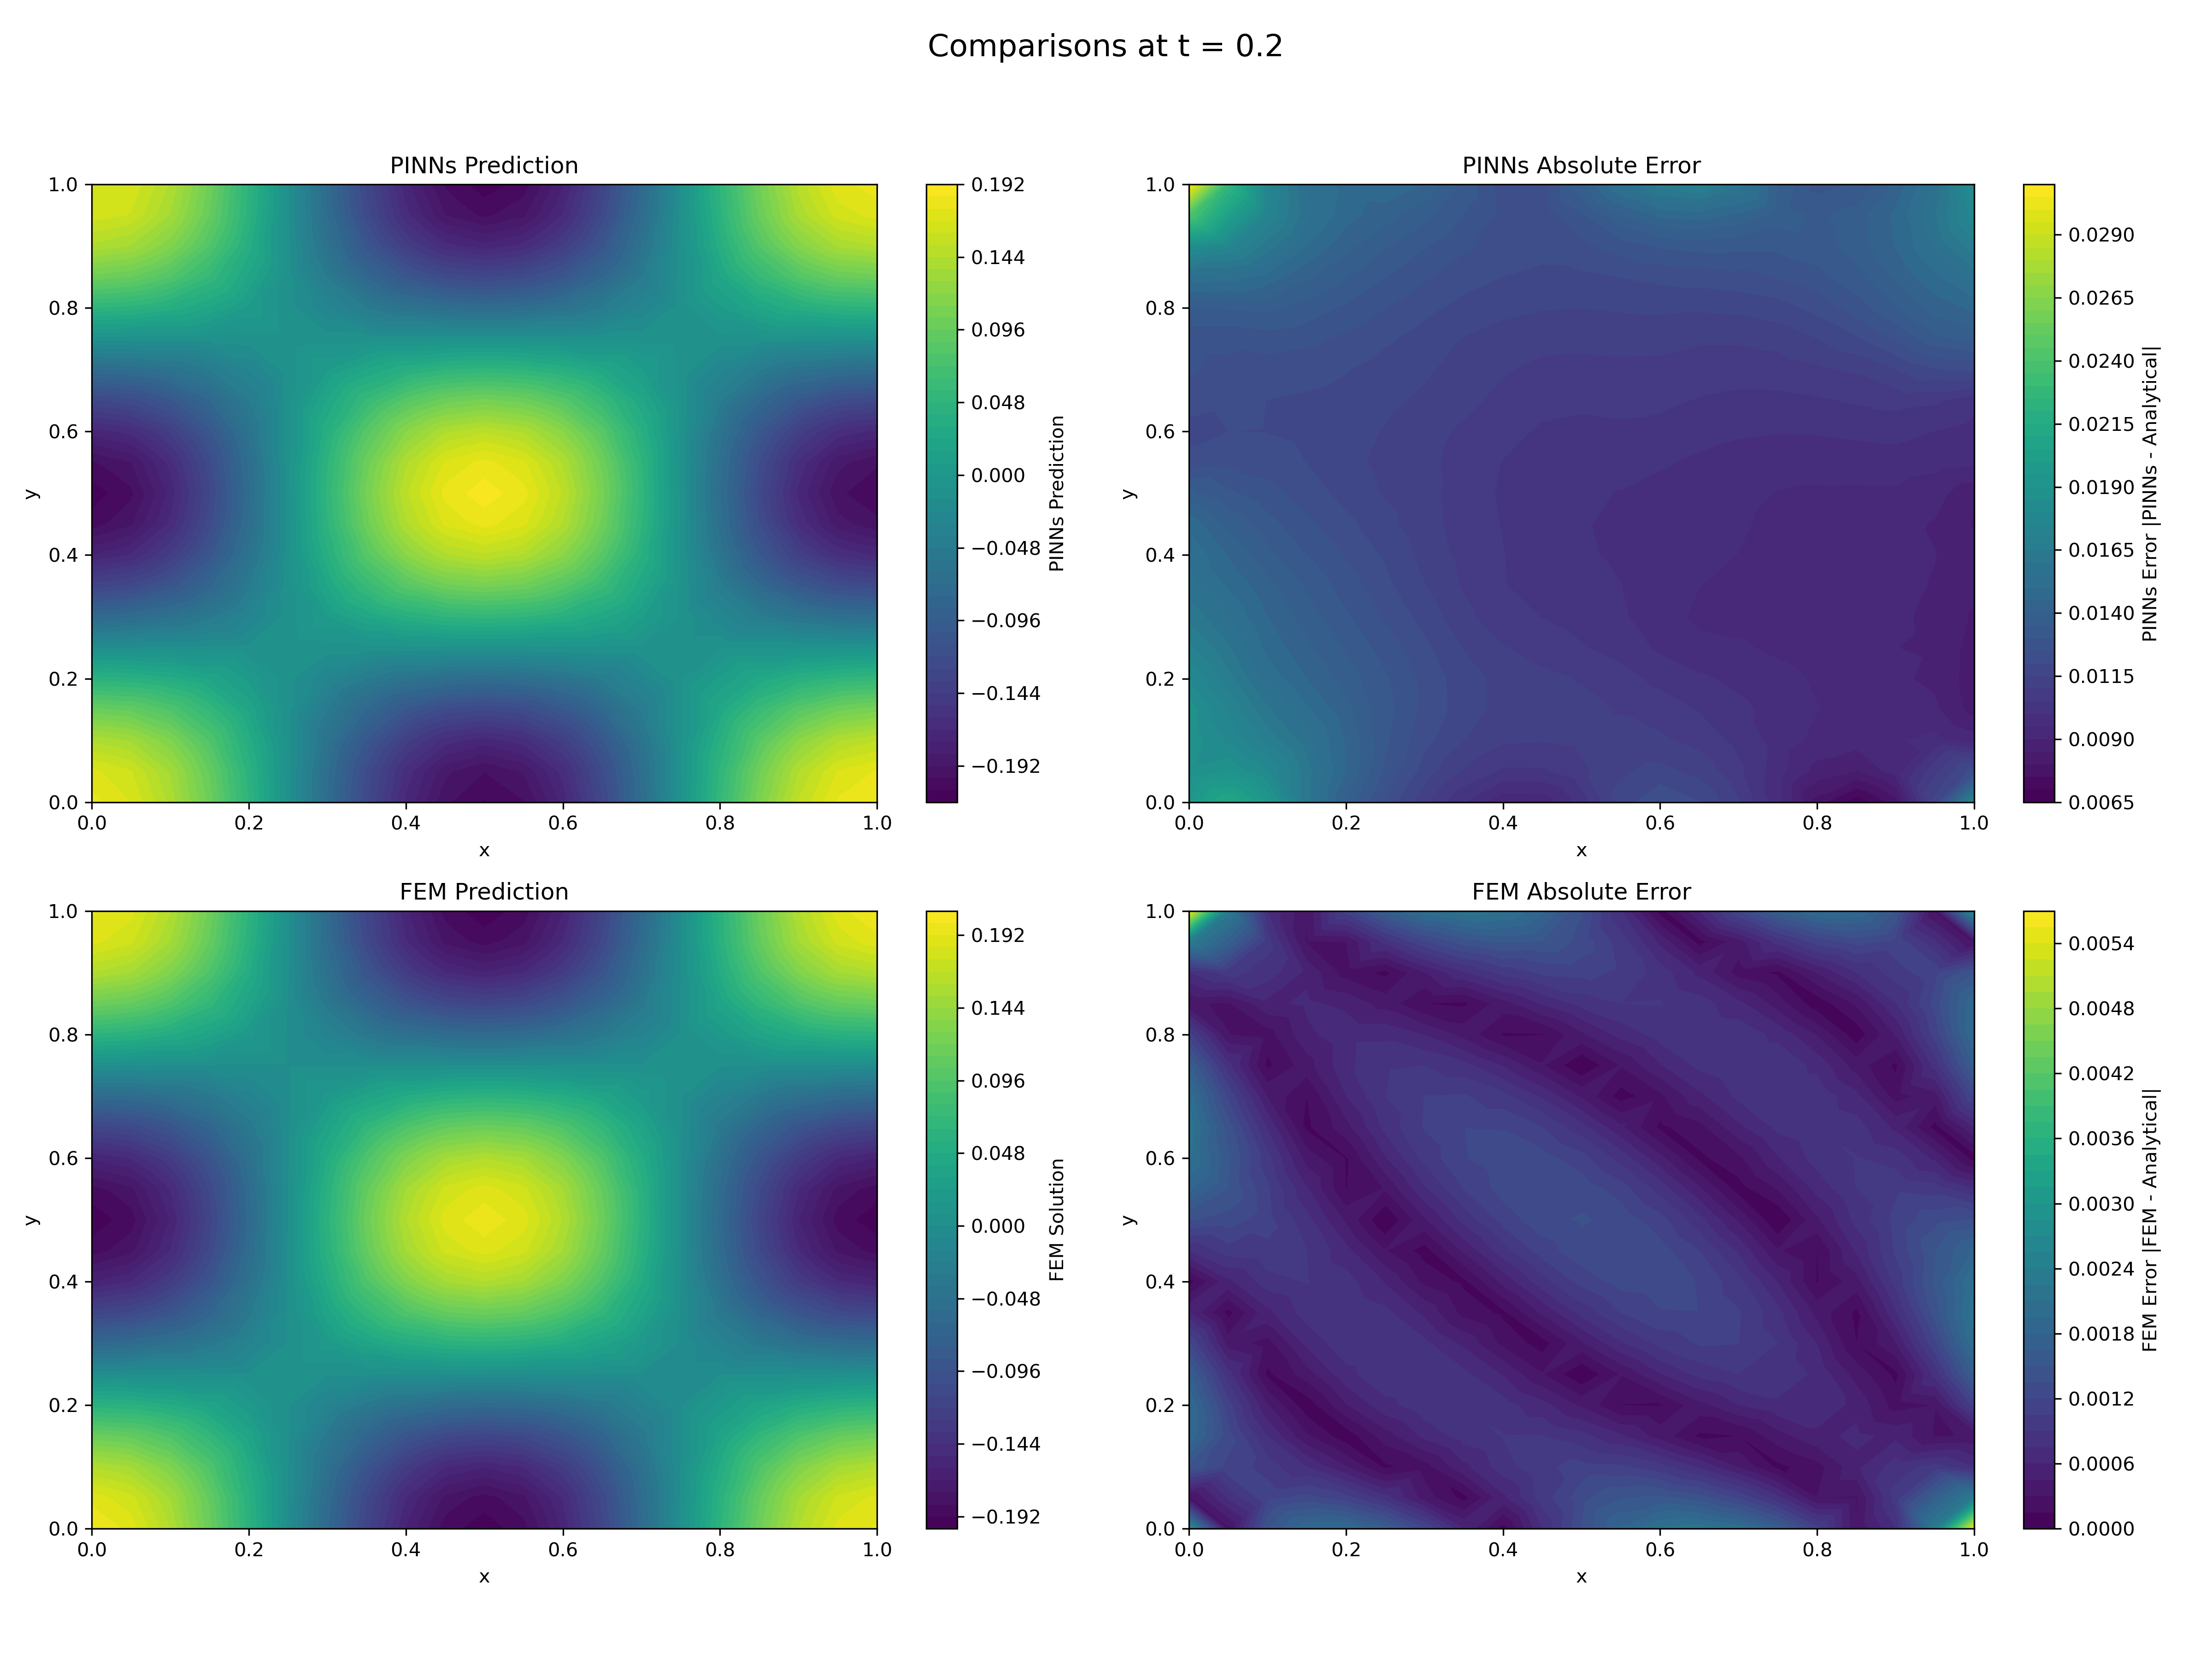 Comparisons at t = 0.2
PINNs Prediction
1.0
0.8
0.6
0.4
0.2
0.0
y
0.0 0.2 0.4 0.6 0.8 1.0
x
0.192
0.144
0.096
0.048
0.000
−0.048
−0.096
−0.144
−0.192
PINNs Prediction
PINNs Absolute Error
1.0
0.8
0.6
0.4
0.2
0.0
y
0.0 0.2 0.4 0.6 0.8 1.0
x
0.0290
0.0265
0.0240
0.0215
0.0190
0.0165
0.0140
0.0115
0.0090
0.0065
PINNs Error |PINNs - Analytical|
FEM Prediction
1.0
0.8
0.6
0.4
0.2
0.0
y
0.0 0.2 0.4 0.6 0.8 1.0
x
0.192
0.144
0.096
0.048
0.000
−0.048
−0.096
−0.144
−0.192
FEM Solution
FEM Absolute Error
1.0
0.8
0.6
0.4
0.2
0.0
y
0.0 0.2 0.4 0.6 0.8 1.0
x
0.0054
0.0048
0.0042
0.0036
0.0030
0.0024
0.0018
0.0012
0.0006
0.0000
FEM Error |FEM - Analytical|